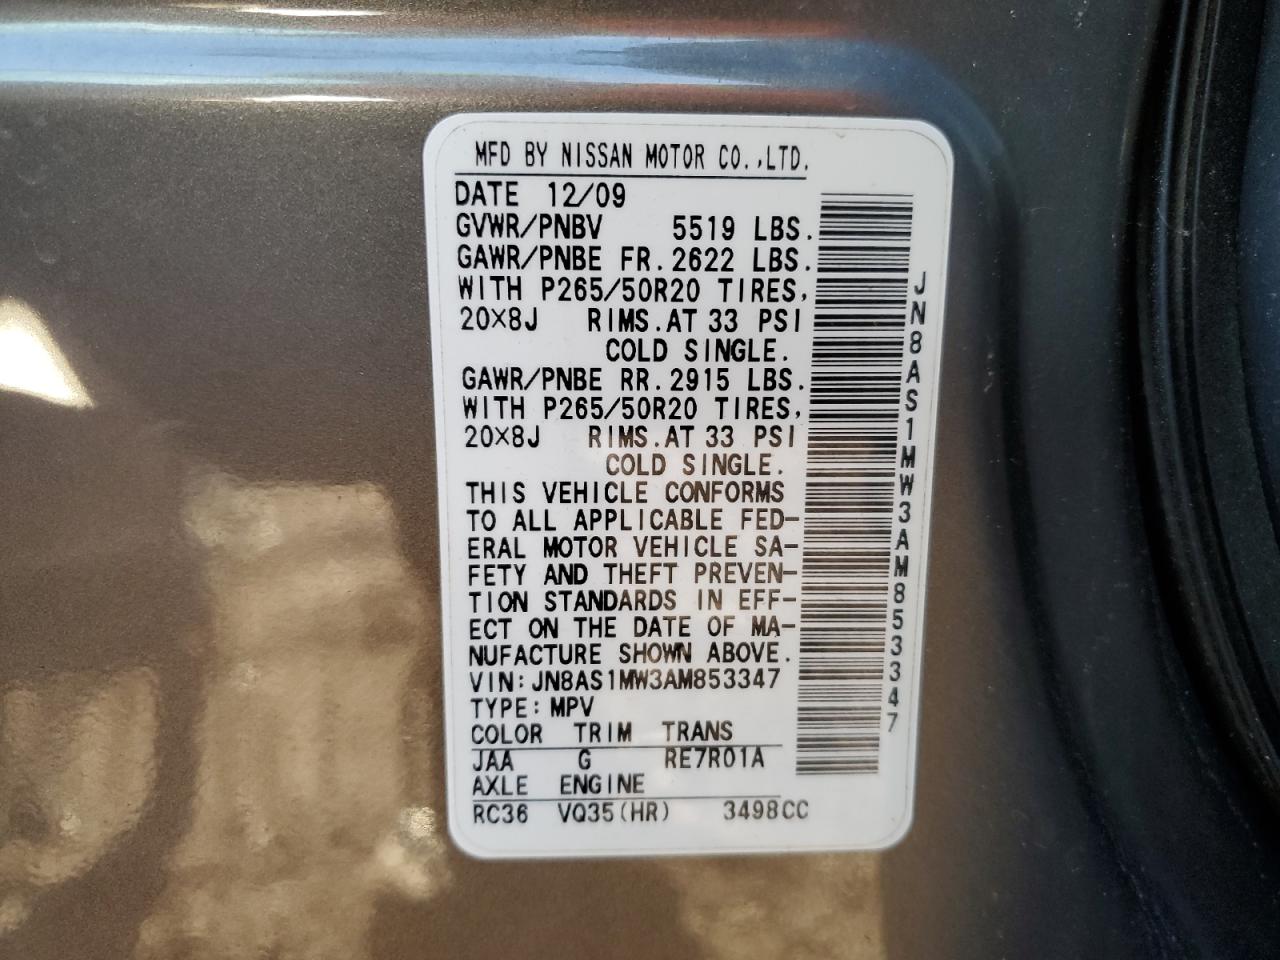 MFD BY NISSAN MOTOR CO.,LTD.
DATE 12/09
GVWR/PNBV 5519 LBS.
GAWR/PNBE FR.2622 LBS.
WITH P265/50R20 TIRES,
20X8J RIMS.AT 33 PSI
COLD SINGLE.
GAWR/PNBE RR.2915 LBS.
WITH P265/50R20 TIRES,
20X8J RIMS.AT 33 PSI
COLD SINGLE.
THIS VEHICLE CONFORMS
TO ALL APPLICABLE FED-
ERAL MOTOR VEHICLE SA-
FETY AND THEFT PREVEN-
TION STANDARDS IN EFF-
ECT ON THE DATE OF MA-
NUFACTURE SHOWN ABOVE.
VIN:JN8AS1MW3AM853347
TYPE:MPV
COLOR TRIM TRANS
JAA G RE7R01A
AXLE ENGINE
RC36 VQ35(HR) 3498CC
JN8AS1MW3AM853347